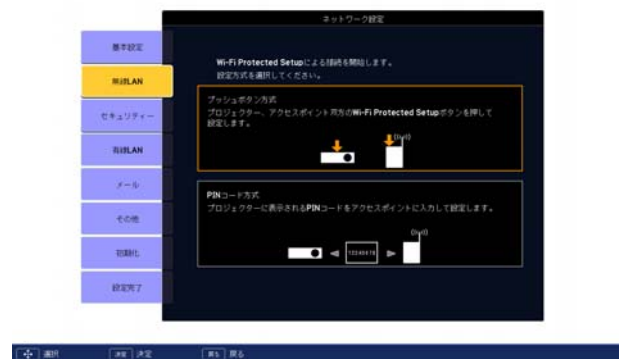 ネットワーク設定
基本設定
無線LAN
セキュリティー
有線LAN
メール
その他
初期化
設定完了
Wi-Fi Protected Setupによる接続を開始します。
設定方式を選択してください。
プッシュボタン方式
プロジェクター、アクセスポイント双方のWi-Fi Protected Setupボタンを押して
設定します。
PINコード方式
プロジェクターに表示されるPINコードをアクセスポイントに入力して設定します。
選択
決定 決定
戻る 戻る